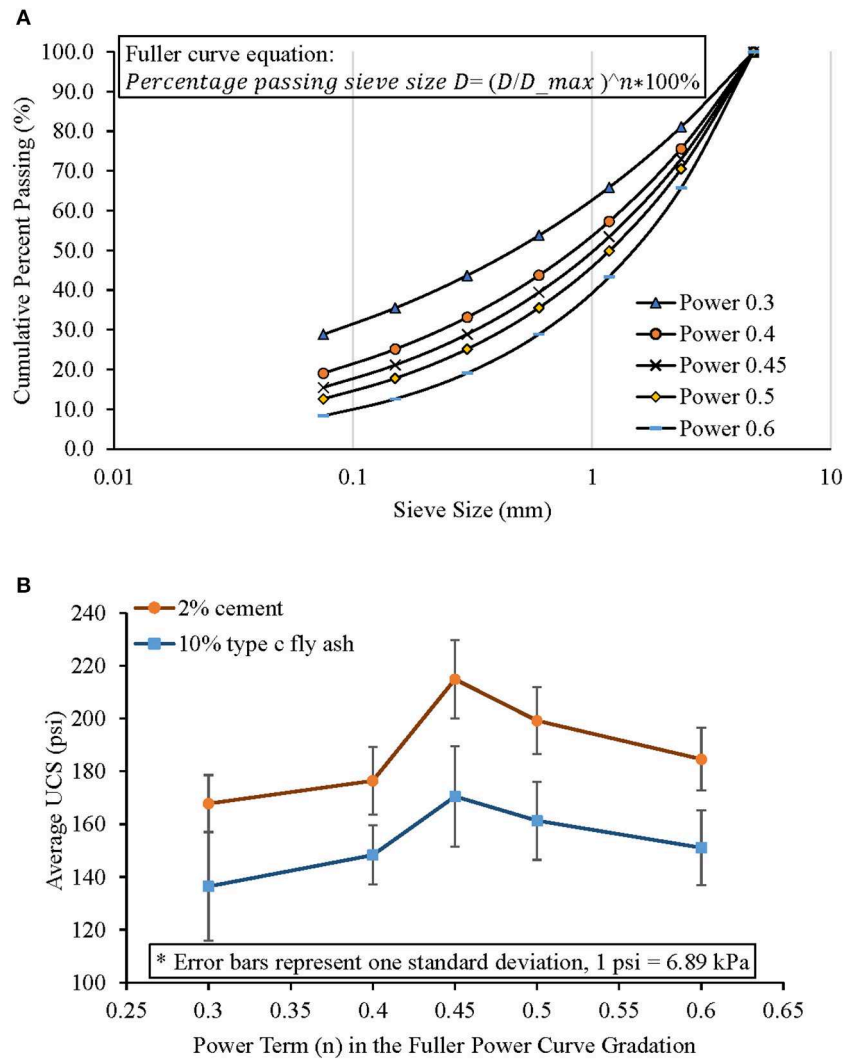 A
Fuller curve equation:
Percentage passing sieve size D= (D/D_max )^n*100%
100.0
90.0
80.0
70.0
60.0
50.0
40.0
30.0
20.0
10.0
0.0
Cumulative Percent Passing (%)
Power 0.3
Power 0.4
Power 0.45
Power 0.5
Power 0.6
0.01 0.1 1 10
Sieve Size (mm)
B
2% cement
10% type c fly ash
240
220
200
180
160
140
120
100
Average UCS (psi)
* Error bars represent one standard deviation, 1 psi = 6.89 kPa
0.25 0.3 0.35 0.4 0.45 0.5 0.55 0.6 0.65
Power Term (n) in the Fuller Power Curve Gradation